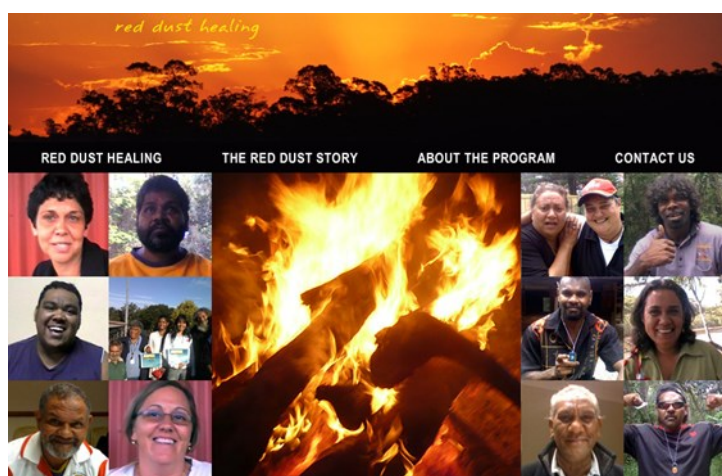 red dust healing
RED DUST HEALING THE RED DUST STORY ABOUT THE PROGRAM CONTACT US